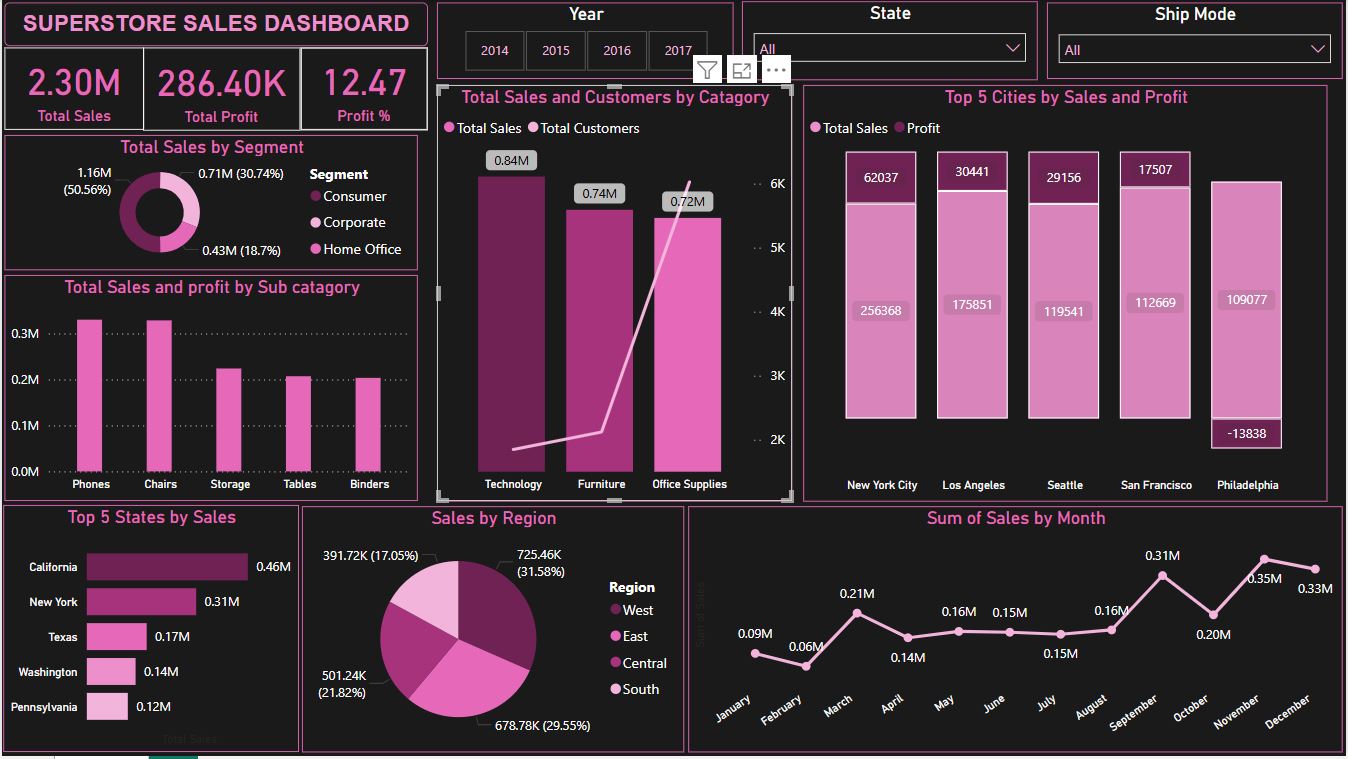 SUPERSTORE SALES DASHBOARD
2.30M
Total Sales
286.40K
Total Profit
12.47
Profit %
Year
2014
2015
2016
2017
State
All
Ship Mode
All
Total Sales by Segment
1.16M
(50.56%)
0.71M (30.74%)
0.43M (18.7%)
Segment
Consumer
Corporate
Home Office
Total Sales and profit by Sub catagory
0.3M
0.2M
0.1M
0.0M
Phones
Chairs
Storage
Tables
Binders
Total Sales and Customers by Catagory
Total Sales
Total Customers
0.84M
0.74M
0.72M
6K
5K
4K
3K
2K
Technology
Furniture
Office Supplies
Top 5 Cities by Sales and Profit
Total Sales
Profit
62037
30441
29156
17507
256368
175851
119541
112669
109077
-13838
New York City
Los Angeles
Seattle
San Francisco
Philadelphia
Top 5 States by Sales
California
0.46M
New York
0.31M
Texas
0.17M
Washington
0.14M
Pennsylvania
0.12M
Total Sales
Sales by Region
391.72K (17.05%)
725.46K
(31.58%)
501.24K
(21.82%)
678.78K (29.55%)
Region
West
East
Central
South
Sum of Sales by Month
Sum of Sales
0.09M
0.06M
0.21M
0.14M
0.16M
0.15M
0.15M
0.16M
0.31M
0.20M
0.35M
0.33M
January
February
March
April
May
June
July
August
September
October
November
December